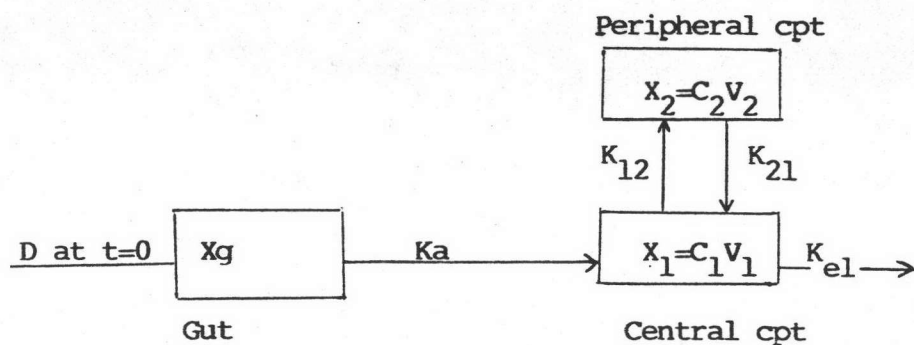 Peripheral cpt
X₂=C₂V₂
K₁₂
K₂₁
D at t=0
Xg
Ka
X₁=C₁V₁
Kₑₗ
Gut
Central cpt